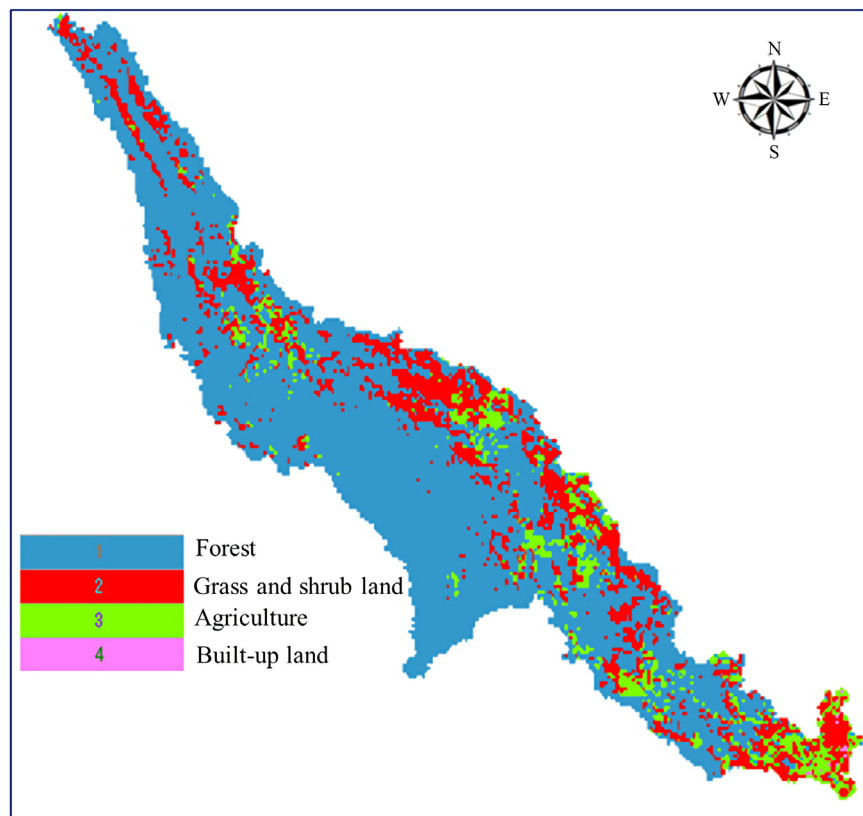 N
W E
S
1 Forest
2 Grass and shrub land
3 Agriculture
4 Built-up land